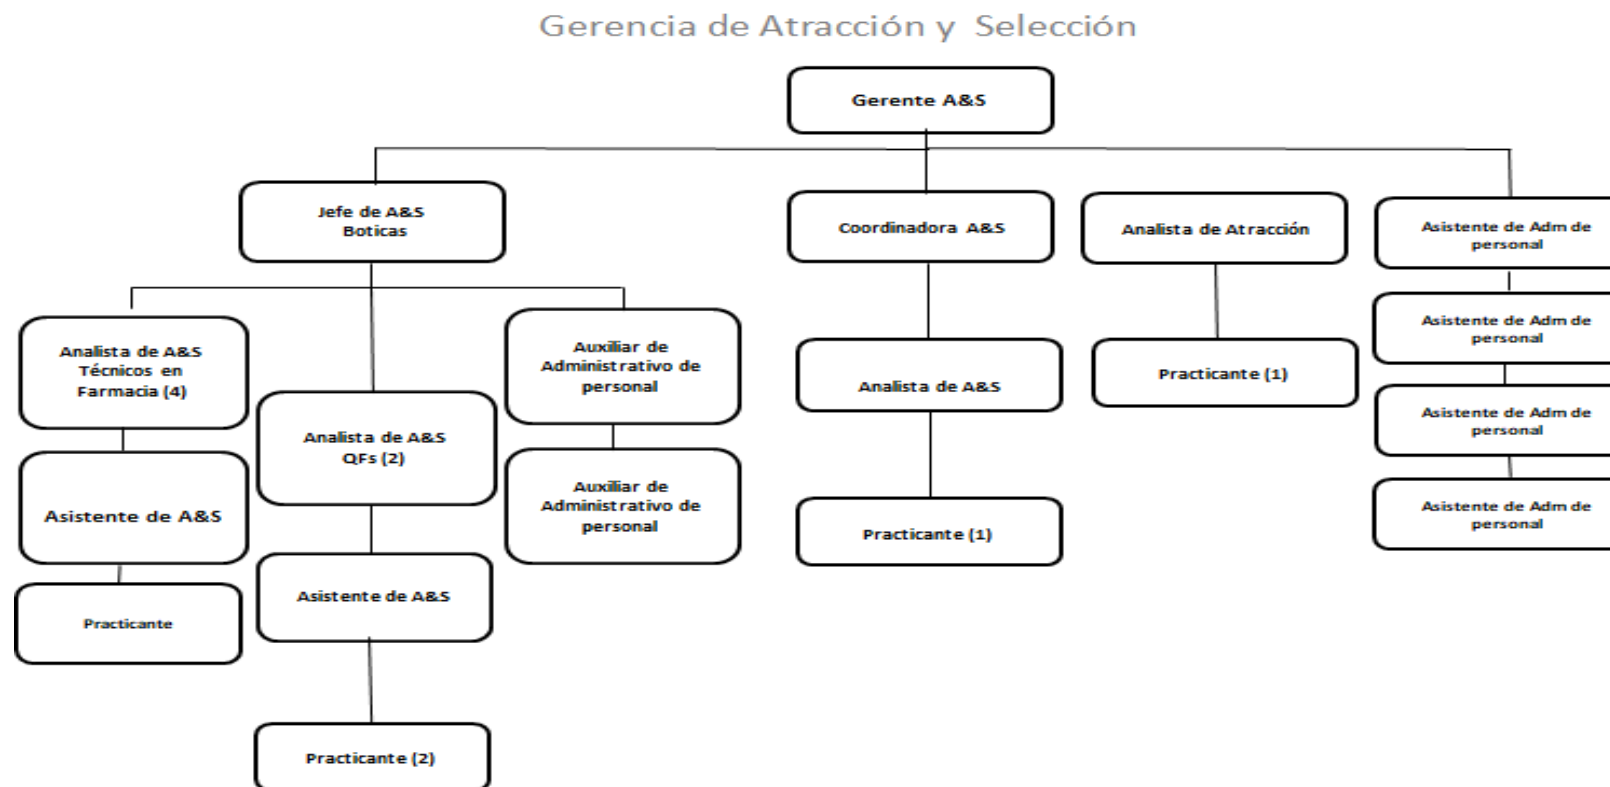 Gerencia de Atracción y Selección
Gerente A&S
Jefe de A&S
Boticas
Coordinadora A&S
Analista de Atracción
Asistente de Adm de
personal
Analista de A&S
Técnicos en
Farmacia (4)
Analista de A&S
QFs (2)
Auxiliar de
Administrativo de
personal
Analista de A&S
Practicante (1)
Asistente de Adm de
personal
Asistente de Adm de
personal
Asistente de A&S
Asistente de A&S
Auxiliar de
Administrativo de
personal
Practicante (1)
Asistente de Adm de
personal
Practicante
Practicante (2)